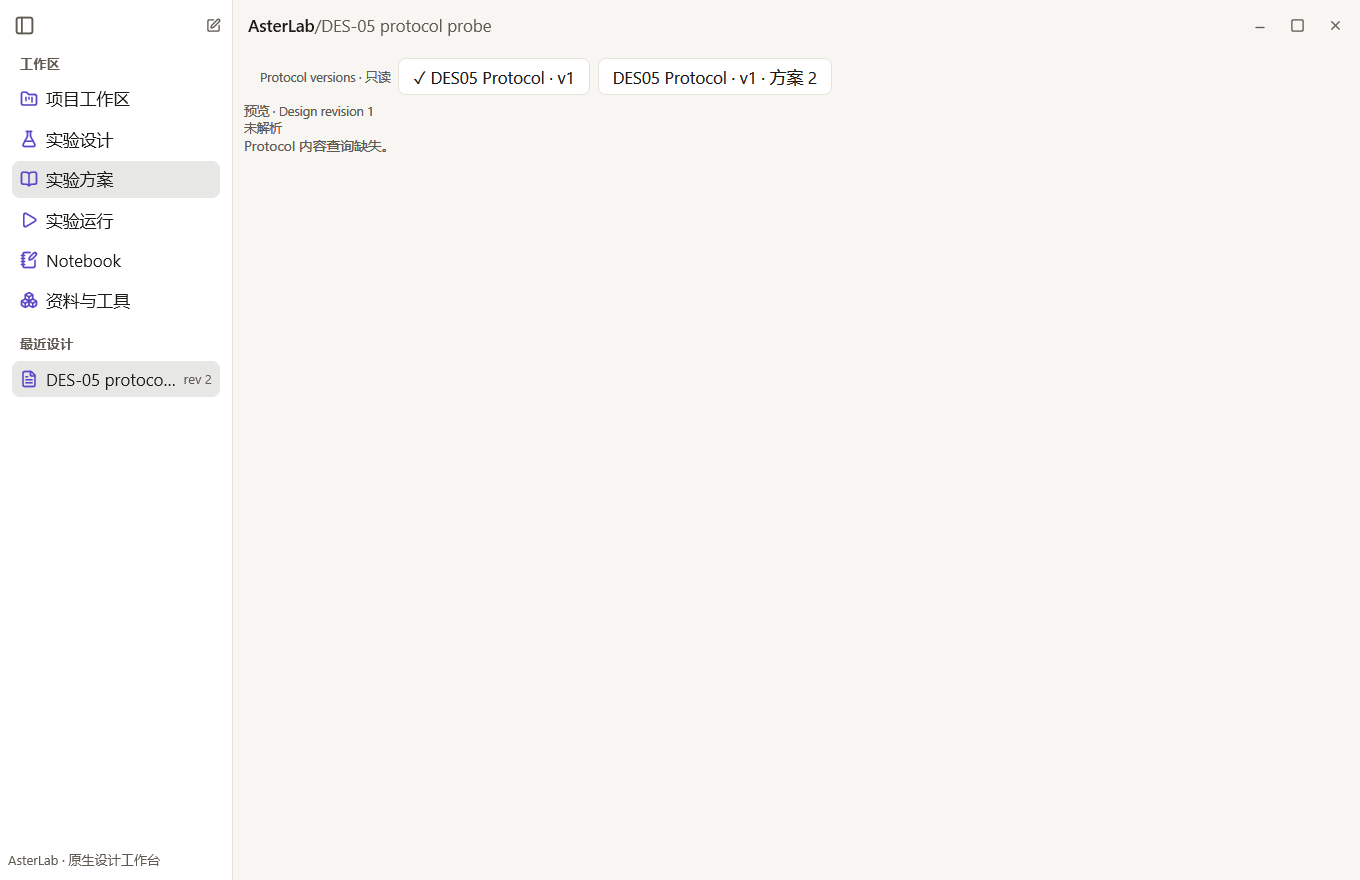 AsterLab/DES-05 protocol probe
工作区
项目工作区
实验设计
实验方案
实验运行
Notebook
资料与工具
最近设计
DES-05 protoco... rev 2
AsterLab · 原生设计工作台
Protocol versions · 只读 ✓ DES05 Protocol · v1 DES05 Protocol · v1 · 方案 2
预览 · Design revision 1
未解析
Protocol 内容查询缺失。